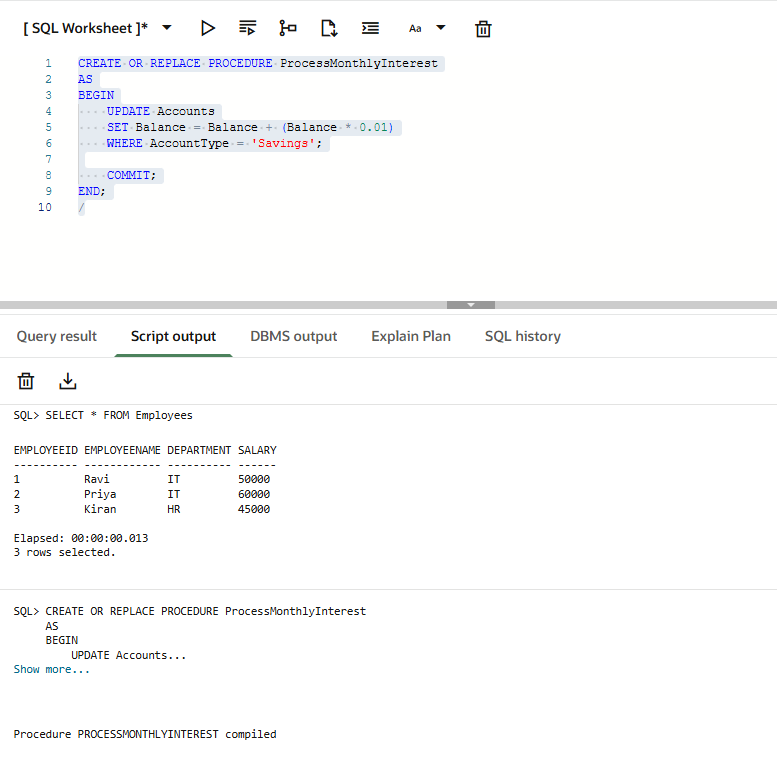 [ SQL Worksheet ]* Aa
1 CREATE OR REPLACE PROCEDURE ProcessMonthlyInterest
2 AS
3 BEGIN
4     UPDATE Accounts
5     SET Balance = Balance + (Balance * 0.01)
6     WHERE AccountType = 'Savings';
7
8     COMMIT;
9 END;
10 /
Query result Script output DBMS output Explain Plan SQL history
SQL> SELECT * FROM Employees
EMPLOYEEID EMPLOYEENAME DEPARTMENT SALARY
---------- ------------ ---------- ------
1          Ravi         IT         50000
2          Priya        IT         60000
3          Kiran        HR         45000
Elapsed: 00:00:00.013
3 rows selected.
SQL> CREATE OR REPLACE PROCEDURE ProcessMonthlyInterest
     AS
     BEGIN
         UPDATE Accounts...
Show more...
Procedure PROCESSMONTHLYINTEREST compiled